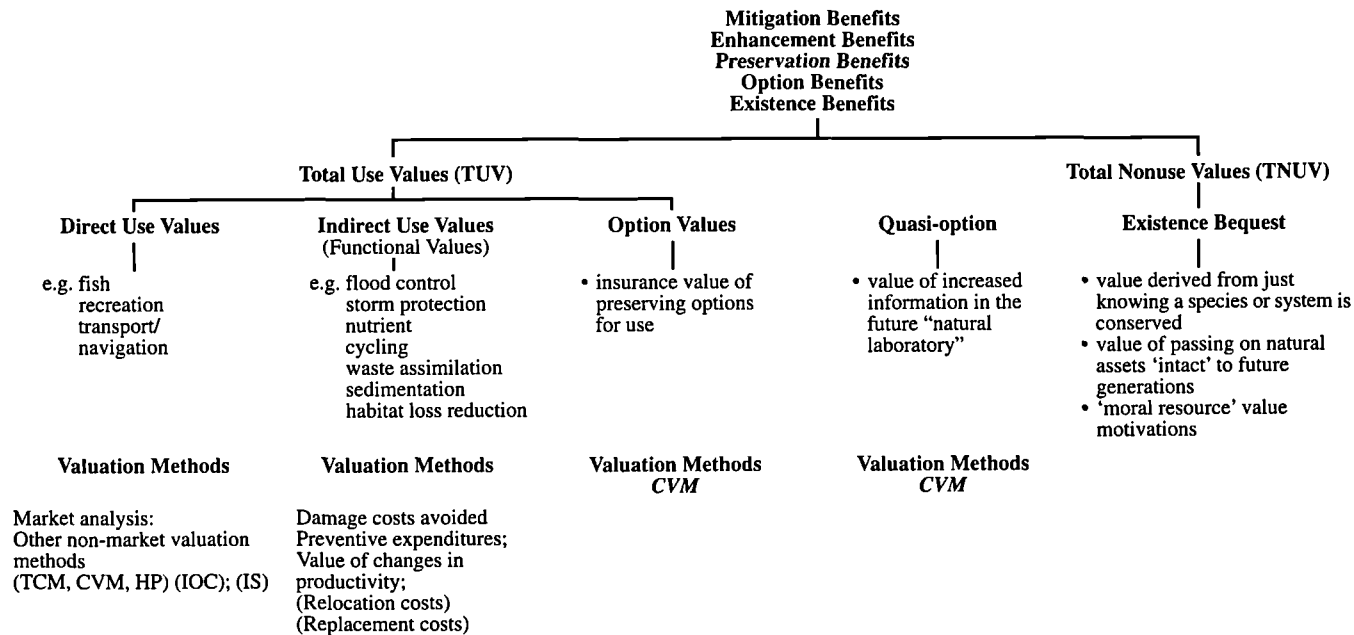 Mitigation Benefits
Enhancement Benefits
Preservation Benefits
Option Benefits
Existence Benefits
Total Use Values (TUV)
Total Nonuse Values (TNUV)
Direct Use Values
Indirect Use Values
(Functional Values)
Option Values
Quasi-option
Existence Bequest
e.g. fish
recreation
transport/
navigation
e.g. flood control
storm protection
nutrient
cycling
waste assimilation
sedimentation
habitat loss reduction
• insurance value of
preserving options
for use
• value of increased
information in the
future “natural
laboratory”
• value derived from just
knowing a species or system is
conserved
• value of passing on natural
assets ‘intact’ to future
generations
• ‘moral resource’ value
motivations
Valuation Methods
Market analysis:
Other non-market valuation
methods
(TCM, CVM, HP) (IOC); (IS)
Valuation Methods
Damage costs avoided
Preventive expenditures;
Value of changes in
productivity;
(Relocation costs)
(Replacement costs)
Valuation Methods
CVM
Valuation Methods
CVM